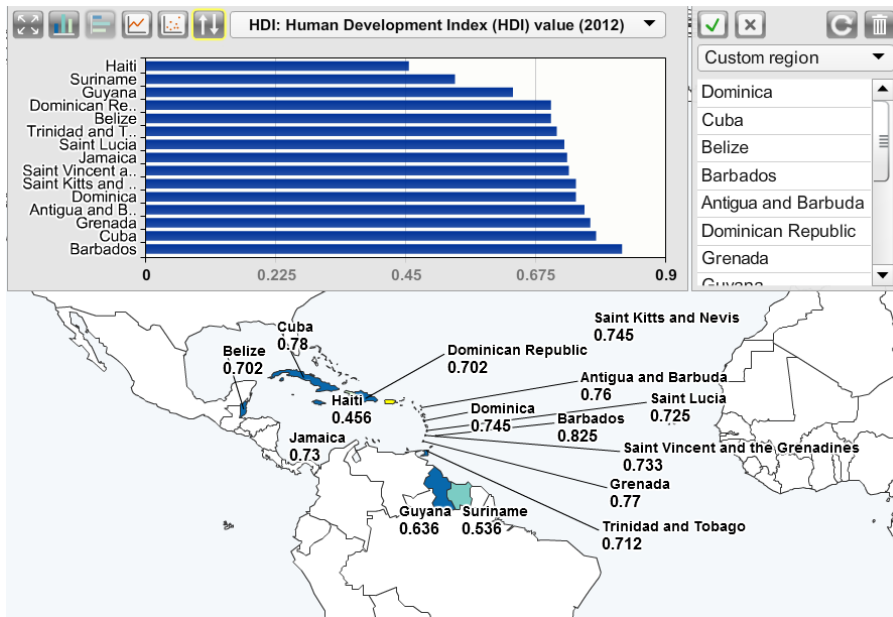 HDI: Human Development Index (HDI) value (2012)
Haiti
Suriname
Guyana
Dominican Re..
Belize
Trinidad and T..
Saint Lucia
Jamaica
Saint Vincent a..
Saint Kitts and ..
Dominica
Antigua and B..
Grenada
Cuba
Barbados
0 0.225 0.45 0.675 0.9
Custom region
Dominica
Cuba
Belize
Barbados
Antigua and Barbuda
Dominican Republic
Grenada
Guyana
Saint Kitts and Nevis
0.745
Cuba
0.78
Belize
0.702
Dominican Republic
0.702
Antigua and Barbuda
0.76
Saint Lucia
0.725
Haiti
0.456
Dominica
0.745
Barbados
0.825
Jamaica
0.73
Saint Vincent and the Grenadines
0.733
Grenada
0.77
Guyana
0.636
Suriname
0.536
Trinidad and Tobago
0.712